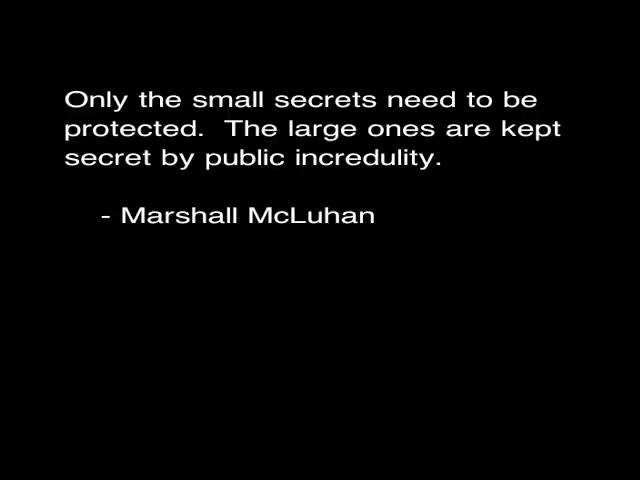 Only the small secrets need to be
protected.  The large ones are kept
secret by public incredulity.
- Marshall McLuhan